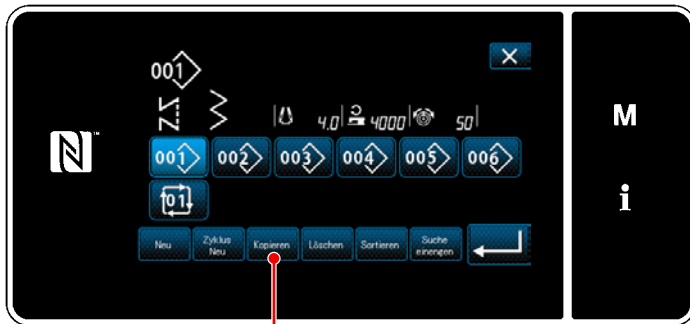 001
4.0 4000 50
M
001 002 003 004 005 006
01
i
Neu Zyklus Neu Kopieren Löschen Sortieren Suche einengen